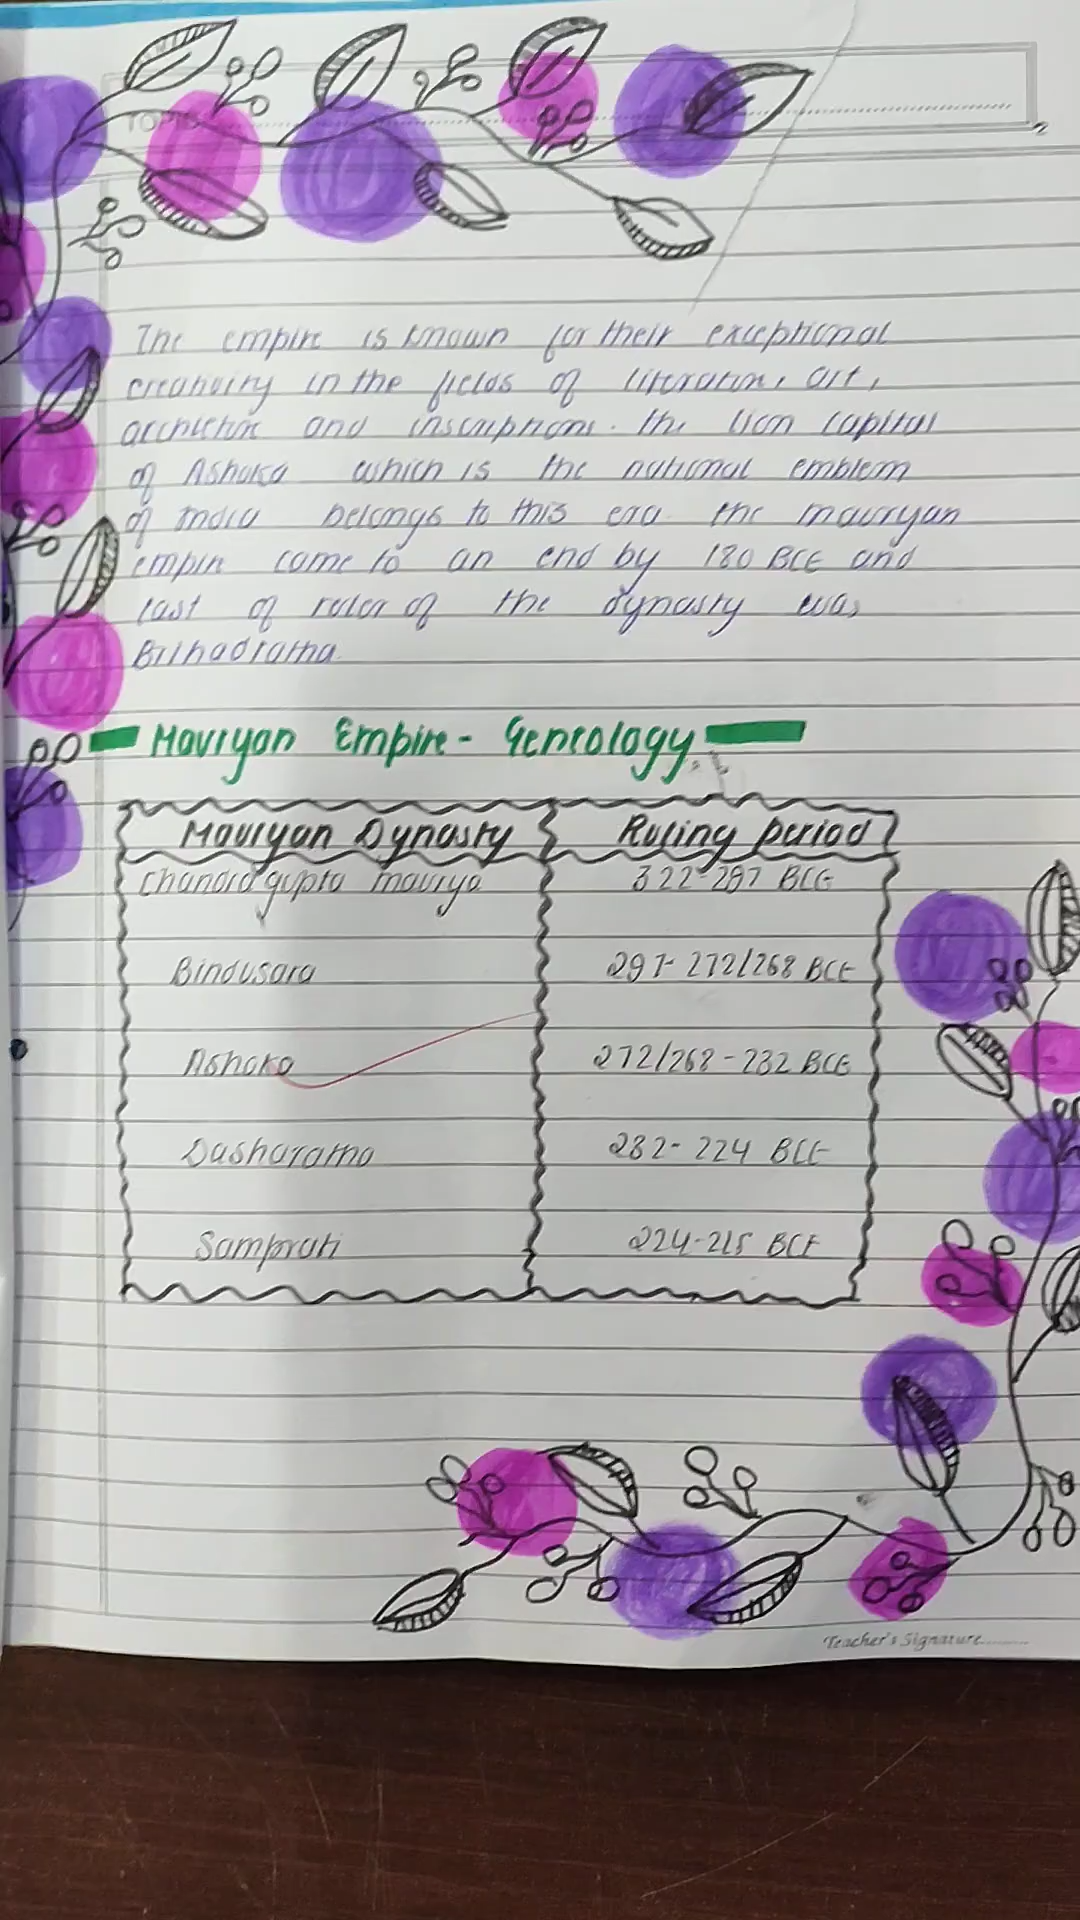 TOPIC
The empire is known for their exceptional
creativity in the fields of literature, art,
architecture and inscriptions. the lion capital
of Ashoka which is the national emblem
of India belongs to this era the mauryan
empire came to an end by 180 BCE and
last of ruler of the dynasty was
Brihadratha.
Mauryan Empire - Geneology
Mauryan Dynasty Ruling period
Chandragupta maurya 322-297 BCE
Bindusara 297-272/268 BCE
Ashoka 272/268-232 BCE
Dasharatha 232-224 BCE
Samprati 224-215 BCE
Teacher's Signature..........